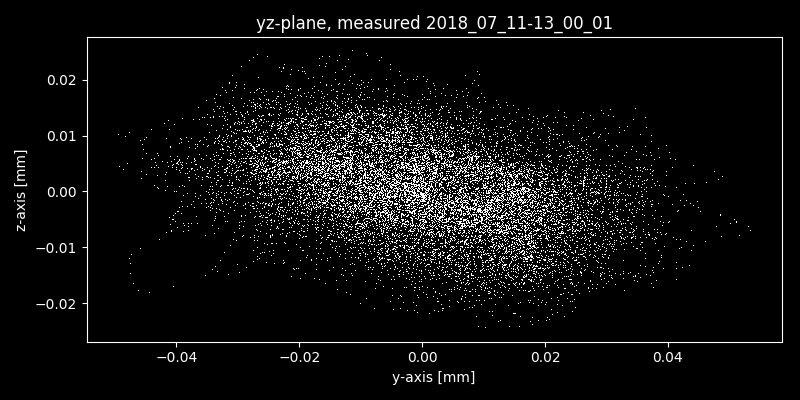 yz-plane, measured 2018_07_11-13_00_01
0.02
0.01
0.00
−0.01
−0.02
z-axis [mm]
−0.04 −0.02 0.00 0.02 0.04
y-axis [mm]